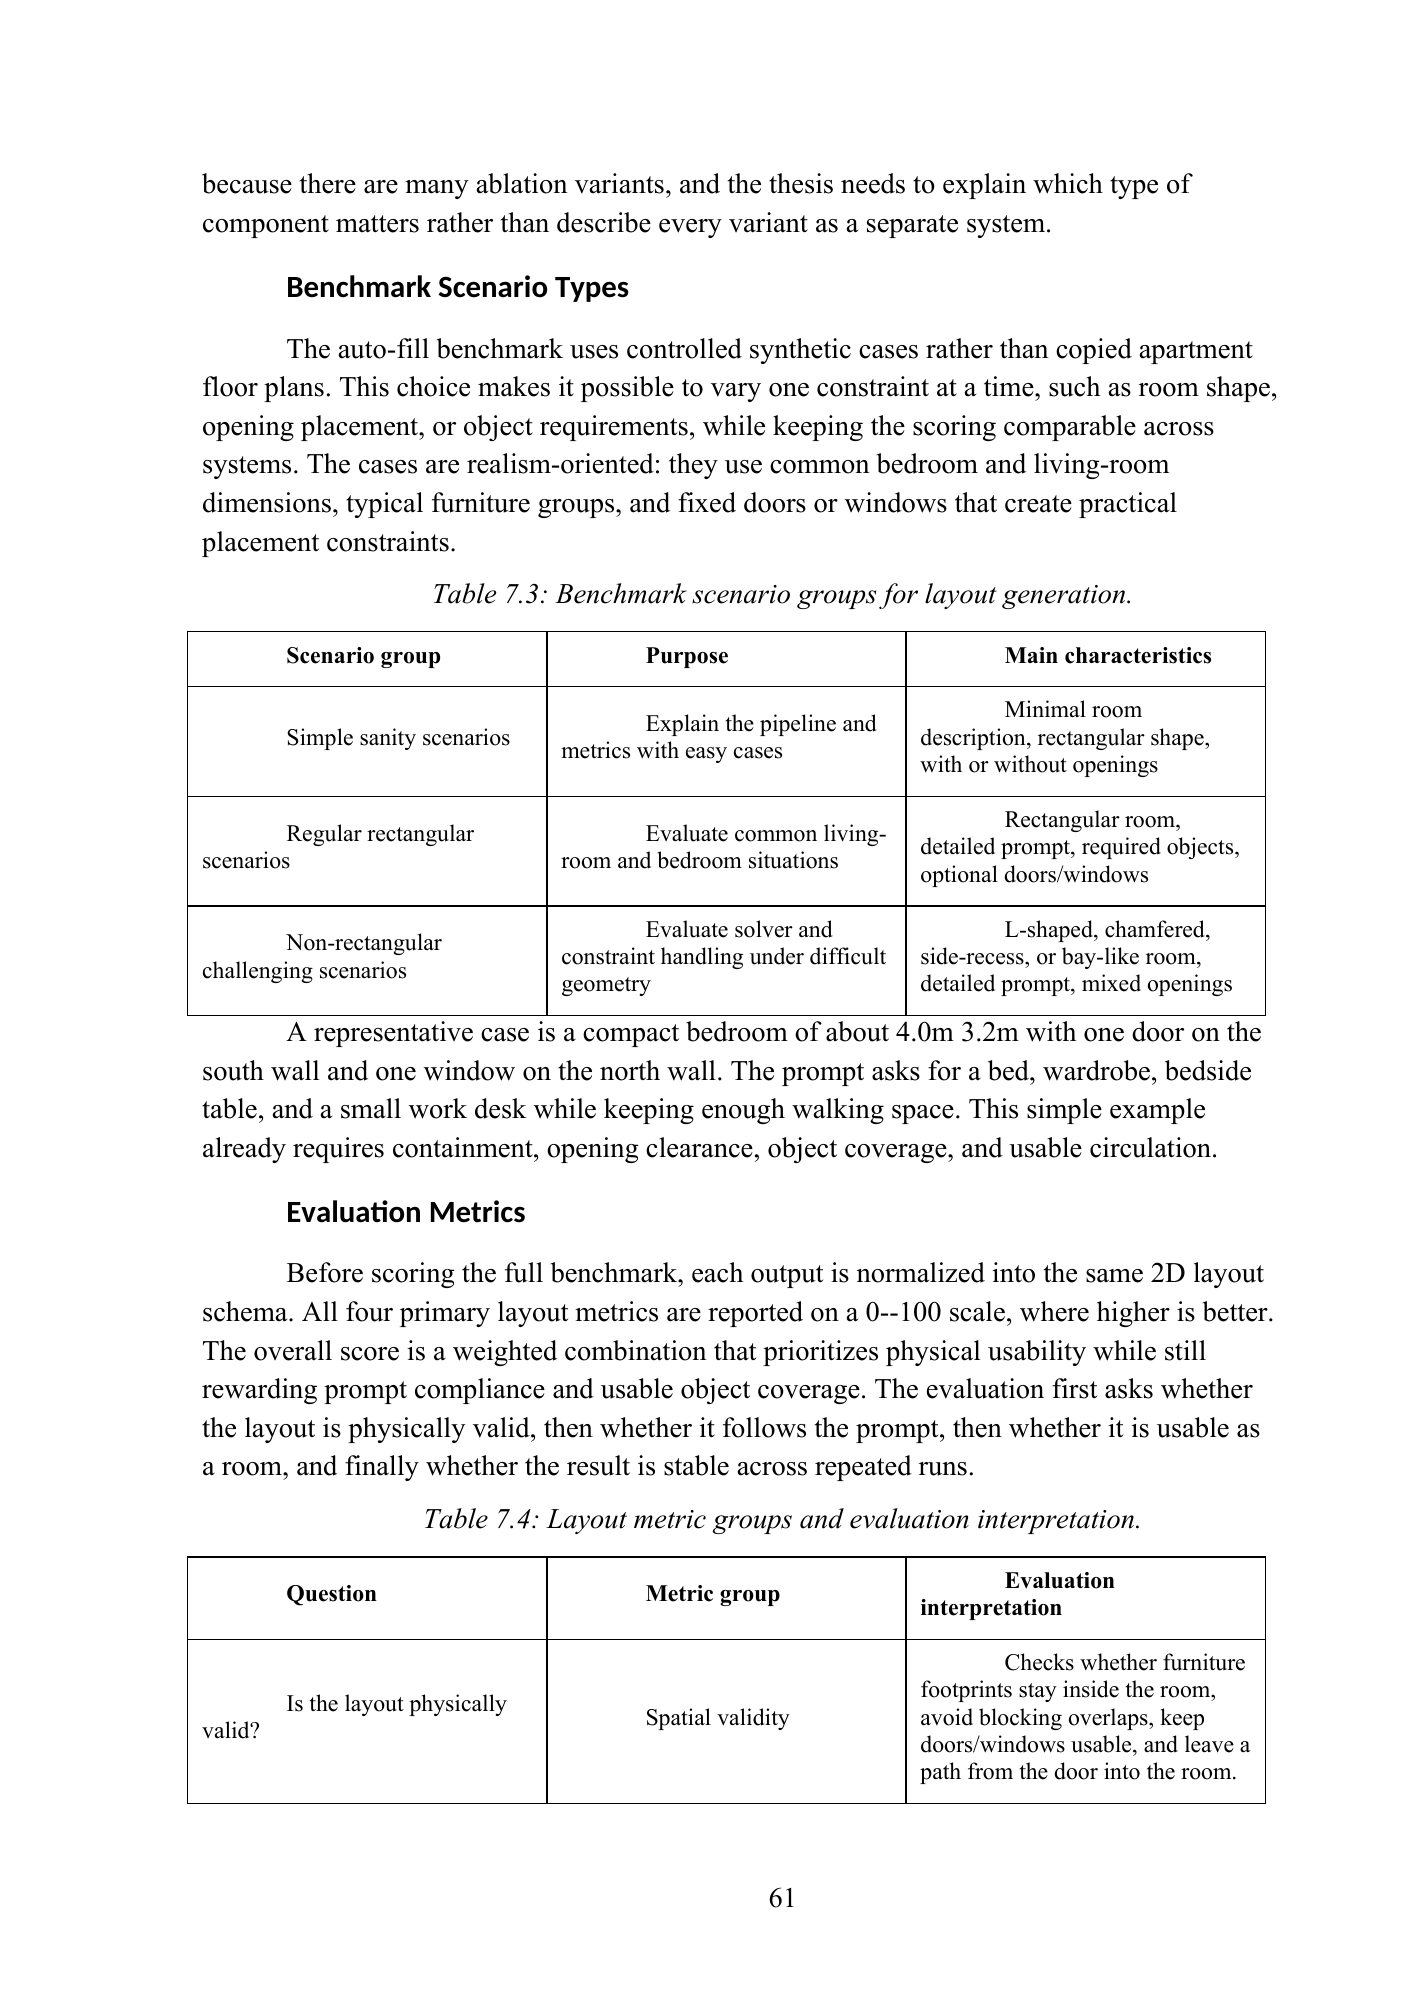 because there are many ablation variants, and the thesis needs to explain which type of
component matters rather than describe every variant as a separate system.
Benchmark Scenario Types
The auto-fill benchmark uses controlled synthetic cases rather than copied apartment
floor plans. This choice makes it possible to vary one constraint at a time, such as room shape,
opening placement, or object requirements, while keeping the scoring comparable across
systems. The cases are realism-oriented: they use common bedroom and living-room
dimensions, typical furniture groups, and fixed doors or windows that create practical
placement constraints.
Table 7.3: Benchmark scenario groups for layout generation.
Scenario group
Purpose
Main characteristics
Simple sanity scenarios
Explain the pipeline and
metrics with easy cases
Minimal room
description, rectangular shape,
with or without openings
Regular rectangular
scenarios
Evaluate common living-
room and bedroom situations
Rectangular room,
detailed prompt, required objects,
optional doors/windows
Non-rectangular
challenging scenarios
Evaluate solver and
constraint handling under difficult
geometry
L-shaped, chamfered,
side-recess, or bay-like room,
detailed prompt, mixed openings
A representative case is a compact bedroom of about 4.0m 3.2m with one door on the
south wall and one window on the north wall. The prompt asks for a bed, wardrobe, bedside
table, and a small work desk while keeping enough walking space. This simple example
already requires containment, opening clearance, object coverage, and usable circulation.
Evaluation Metrics
Before scoring the full benchmark, each output is normalized into the same 2D layout
schema. All four primary layout metrics are reported on a 0--100 scale, where higher is better.
The overall score is a weighted combination that prioritizes physical usability while still
rewarding prompt compliance and usable object coverage. The evaluation first asks whether
the layout is physically valid, then whether it follows the prompt, then whether it is usable as
a room, and finally whether the result is stable across repeated runs.
Table 7.4: Layout metric groups and evaluation interpretation.
Question
Metric group
Evaluation
interpretation
Is the layout physically
valid?
Spatial validity
Checks whether furniture
footprints stay inside the room,
avoid blocking overlaps, keep
doors/windows usable, and leave a
path from the door into the room.
61